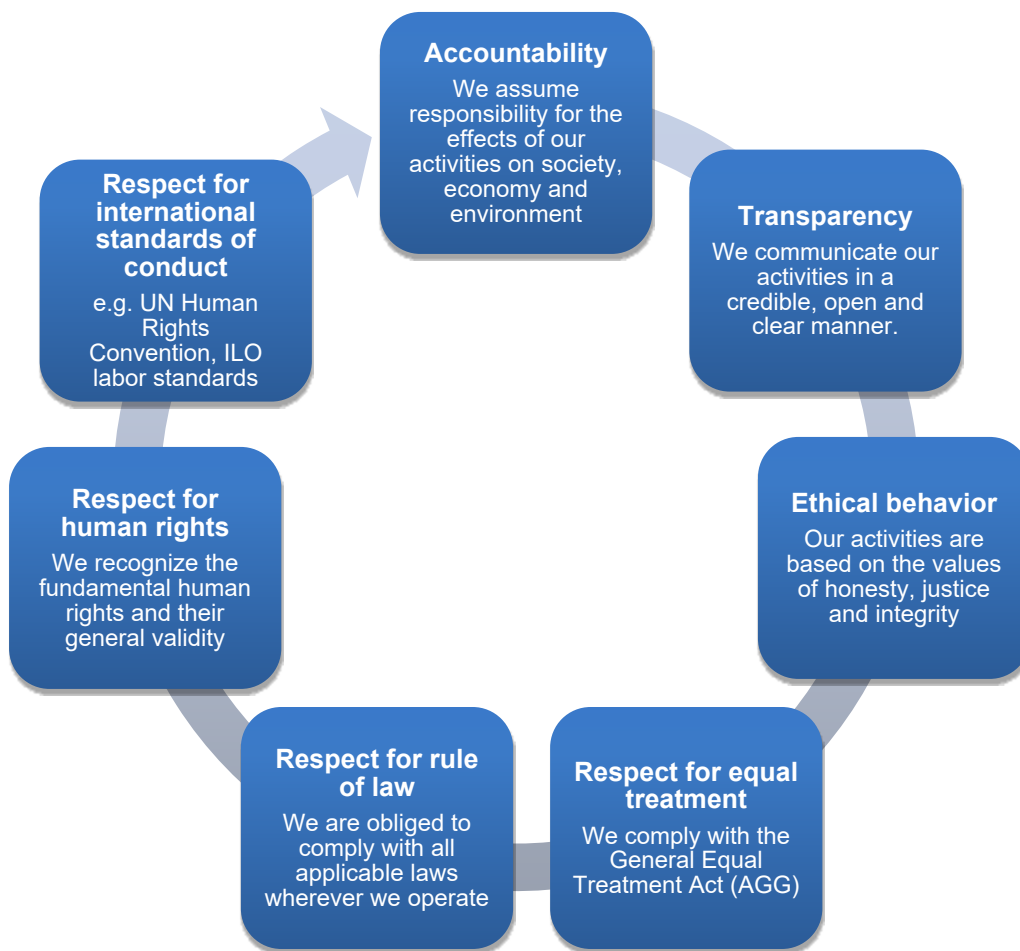 Accountability
We assume
responsibility for the
effects of our
activities on society,
economy and
environment
Transparency
We communicate our
activities in a
credible, open and
clear manner.
Ethical behavior
Our activities are
based on the values
of honesty, justice
and integrity
Respect for equal
treatment
We comply with the
General Equal
Treatment Act (AGG)
Respect for rule
of law
We are obliged to
comply with all
applicable laws
wherever we operate
Respect for
human rights
We recognize the
fundamental human
rights and their
general validity
Respect for
international
standards of
conduct
e.g. UN Human
Rights
Convention, ILO
labor standards